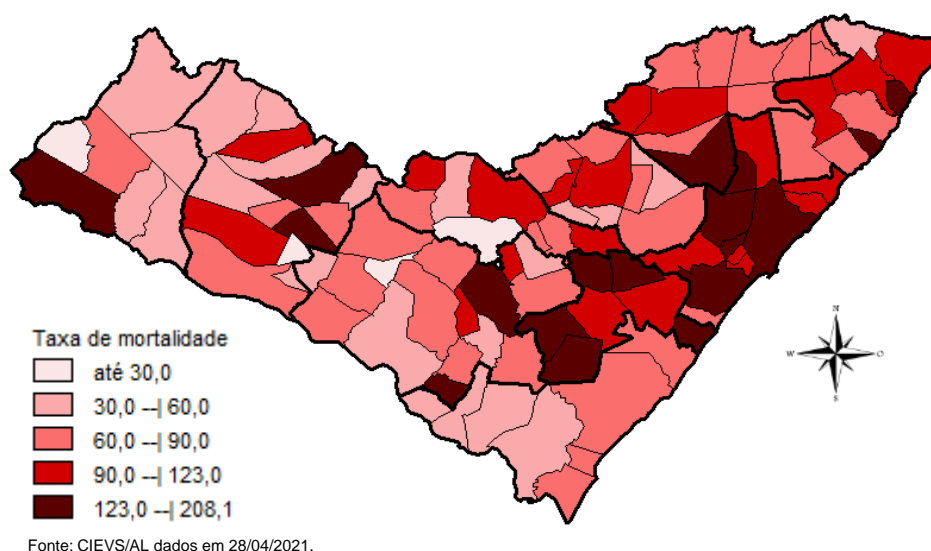 Taxa de mortalidade
até 30,0
30,0 --| 60,0
60,0 --| 90,0
90,0 --| 123,0
123,0 --| 208,1
N
W O
S
Fonte: CIEVS/AL dados em 28/04/2021.